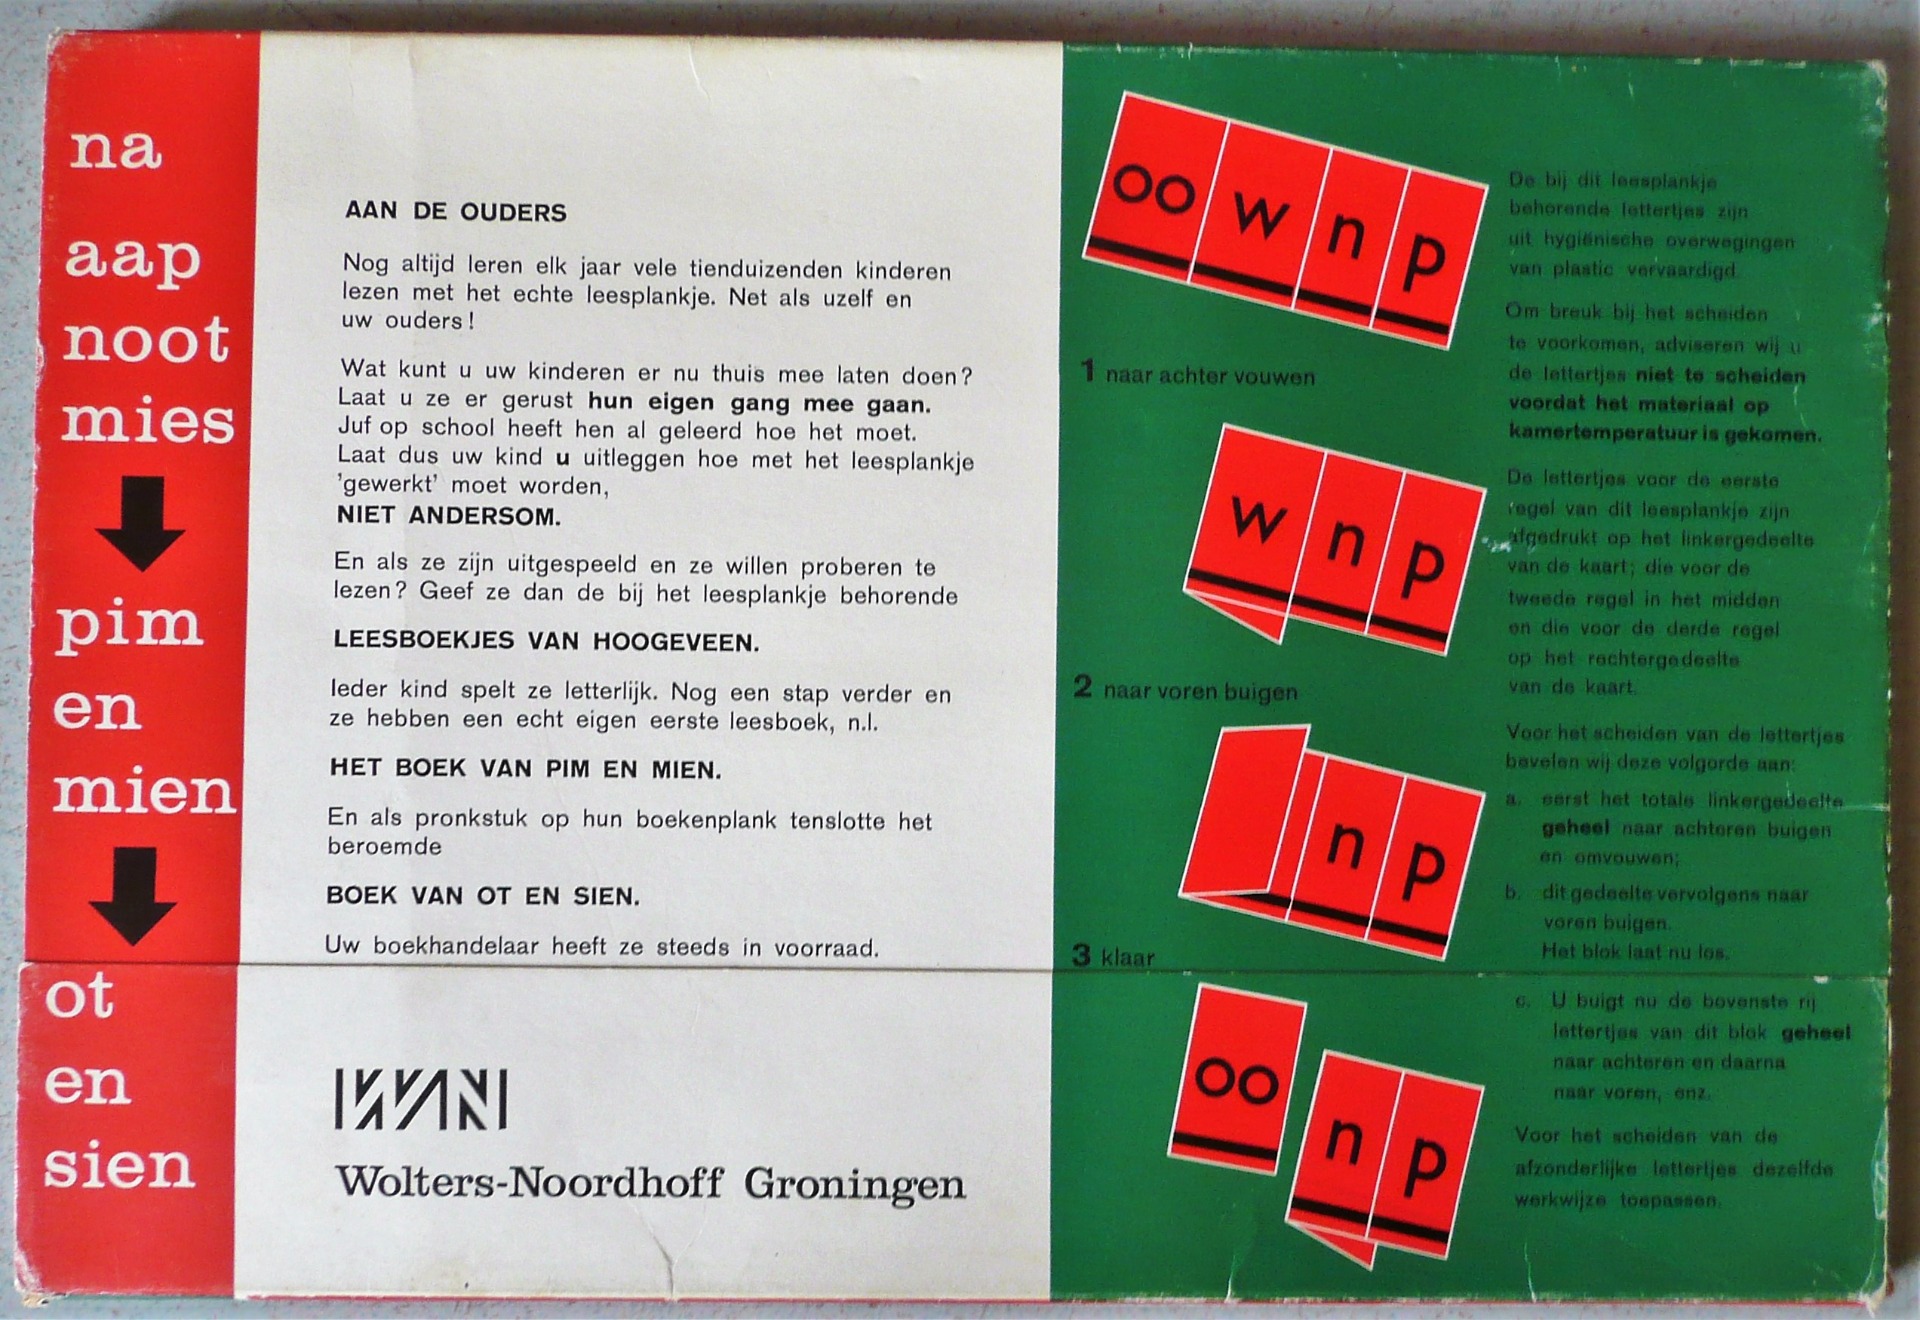 na
aap
noot
mies
pim
en
mien
ot
en
sien
AAN DE OUDERS
Nog altijd leren elk jaar vele tienduizenden kinderen
lezen met het echte leesplankje. Net als uzelf en
uw ouders!
Wat kunt u uw kinderen er nu thuis mee laten doen?
Laat u ze er gerust hun eigen gang mee gaan.
Juf op school heeft hen al geleerd hoe het moet.
Laat dus uw kind u uitleggen hoe met het leesplankje
'gewerkt' moet worden,
NIET ANDERSOM.
En als ze zijn uitgespeeld en ze willen proberen te
lezen? Geef ze dan de bij het leesplankje behorende
LEESBOEKJES VAN HOOGEVEEN.
Ieder kind spelt ze letterlijk. Nog een stap verder en
ze hebben een echt eigen eerste leesboek, n.l.
HET BOEK VAN PIM EN MIEN.
En als pronkstuk op hun boekenplank tenslotte het
beroemde
BOEK VAN OT EN SIEN.
Uw boekhandelaar heeft ze steeds in voorraad.
WN
Wolters-Noordhoff Groningen
oo w n p
1 naar achter vouwen
w n p
2 naar voren buigen
n p
3 klaar
oo n p
De bij dit leesplankje
behorende lettertjes zijn
uit hygiënische overwegingen
van plastic vervaardigd.
Om breuk bij het scheiden
te voorkomen, adviseren wij u
de lettertjes niet te scheiden
voordat het materiaal op
kamertemperatuur is gekomen.
De lettertjes voor de eerste
regel van dit leesplankje zijn
afgedrukt op het linkergedeelte
van de kaart; die voor de
tweede regel in het midden
en die voor de derde regel
op het rechtergedeelte
van de kaart.
Voor het scheiden van de lettertjes
bevelen wij deze volgorde aan:
a. eerst het totale linkergedeelte
geheel naar achteren buigen
en omvouwen;
b. dit gedeelte vervolgens naar
voren buigen.
Het blok laat nu los.
c. U buigt nu de bovenste rij
lettertjes van dit blok geheel
naar achteren en daarna
naar voren, enz.
Voor het scheiden van de
afzonderlijke lettertjes dezelfde
werkwijze toepassen.